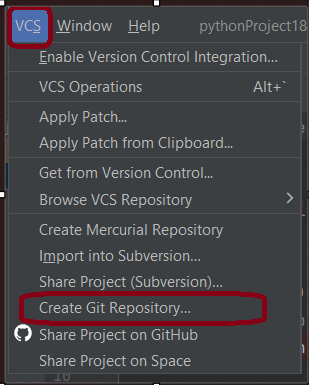 VCS Window Help pythonProject18
Enable Version Control Integration...
VCS Operations Alt+`
Apply Patch...
Apply Patch from Clipboard...
Get from Version Control...
Browse VCS Repository
Create Mercurial Repository
Import into Subversion...
Share Project (Subversion)...
Create Git Repository...
Share Project on GitHub
Share Project on Space
10